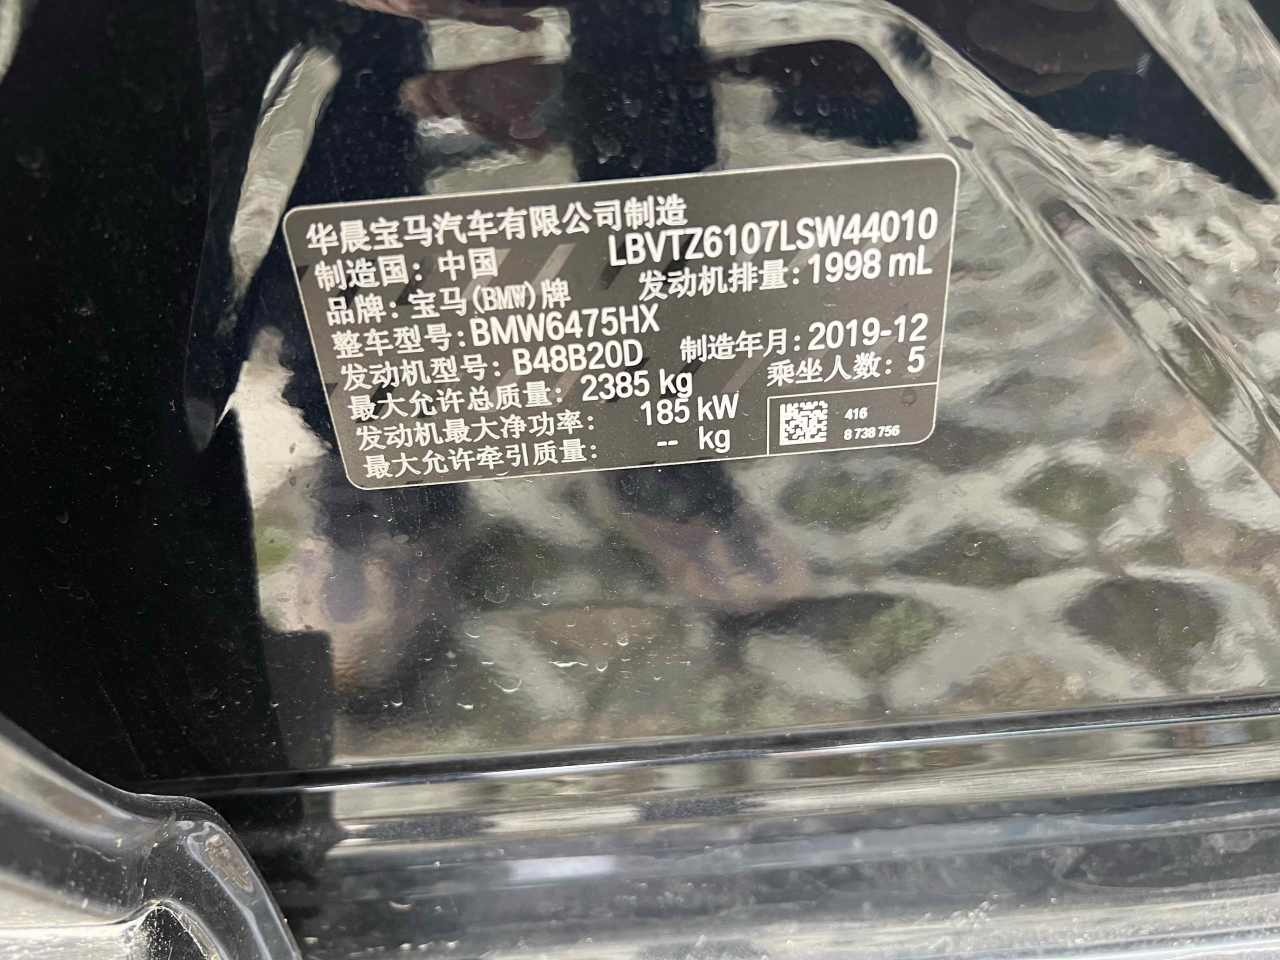 华晨宝马汽车有限公司制造
制造国：中国 LBVTZ6107LSW44010
品牌：宝马(BMW)牌 发动机排量：1998 mL
整车型号：BMW6475HX
发动机型号：B48B20D 制造年月：2019-12
最大允许总质量：2385 kg 乘坐人数：5
发动机最大净功率：185 kW
最大允许牵引质量：-- kg
416
8 738 756